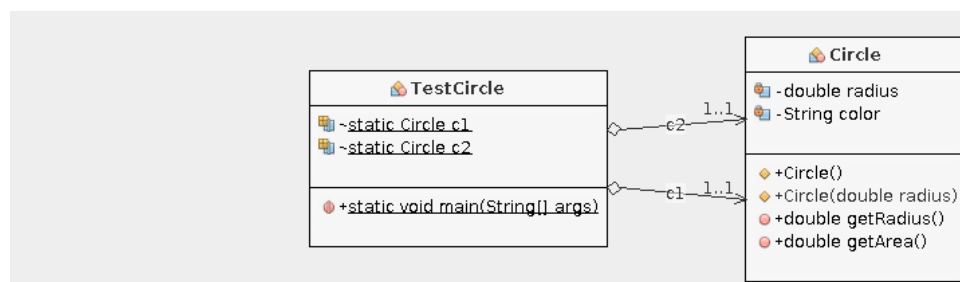 TestCircle
~static Circle c1
~static Circle c2
+static void main(String[] args)
c2
1..1
c1
1..1
Circle
-double radius
-String color
+Circle()
+Circle(double radius)
+double getRadius()
+double getArea()